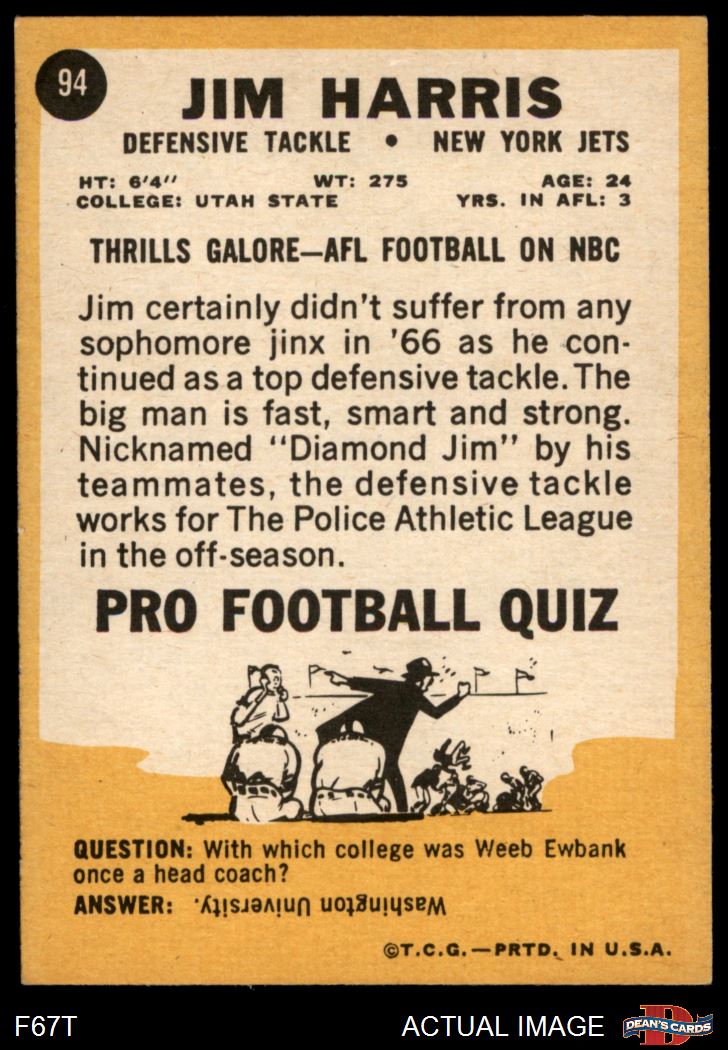 94
JIM HARRIS
DEFENSIVE TACKLE • NEW YORK JETS
HT: 6'4" WT: 275 AGE: 24
COLLEGE: UTAH STATE YRS. IN AFL: 3
THRILLS GALORE—AFL FOOTBALL ON NBC
Jim certainly didn't suffer from any
sophomore jinx in '66 as he con-
tinued as a top defensive tackle. The
big man is fast, smart and strong.
Nicknamed "Diamond Jim" by his
teammates, the defensive tackle
works for The Police Athletic League
in the off-season.
PRO FOOTBALL QUIZ
QUESTION: With which college was Weeb Ewbank
once a head coach?
ANSWER: Washington University.
©T.C.G.—PRTD. IN U.S.A.
F67T ACTUAL IMAGE D DEAN'S CARDS